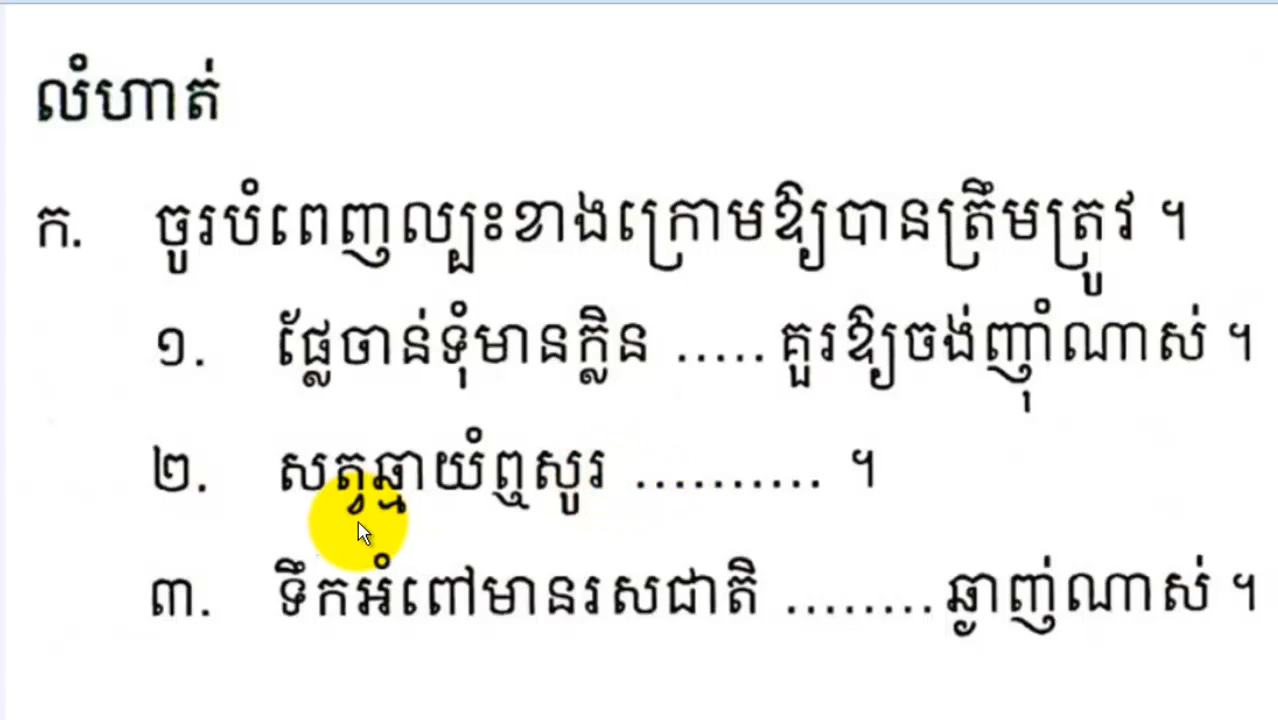 លំហាត់
ក. ចូរបំពេញល្បះខាងក្រោមឱ្យបានត្រឹមត្រូវ ។
១. ផ្លែចាន់ទុំមានក្លិន ..... គួរឱ្យចង់ញ៉ាំណាស់ ។
២. សត្វឆ្មាយំឮសូរ .......... ។
៣. ទឹកអំពៅមានរសជាតិ ........ ឆ្ងាញ់ណាស់ ។